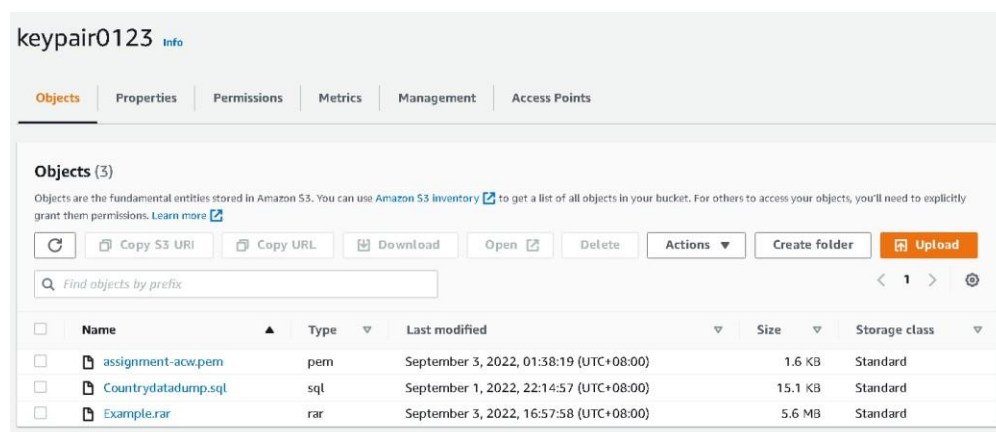 keypair0123 Info
Objects Properties Permissions Metrics Management Access Points
Objects (3)
Objects are the fundamental entities stored in Amazon S3. You can use Amazon S3 inventory to get a list of all objects in your bucket. For others to access your objects, you'll need to explicitly
grant them permissions. Learn more
Copy S3 URI Copy URL Download Open Delete Actions Create folder Upload
Find objects by prefix 1
Name Type Last modified Size Storage class
assignment-acw.pem pem September 3, 2022, 01:38:19 (UTC+08:00) 1.6 KB Standard
Countrydatadump.sql sql September 1, 2022, 22:14:57 (UTC+08:00) 15.1 KB Standard
Example.rar rar September 3, 2022, 16:57:58 (UTC+08:00) 5.6 MB Standard